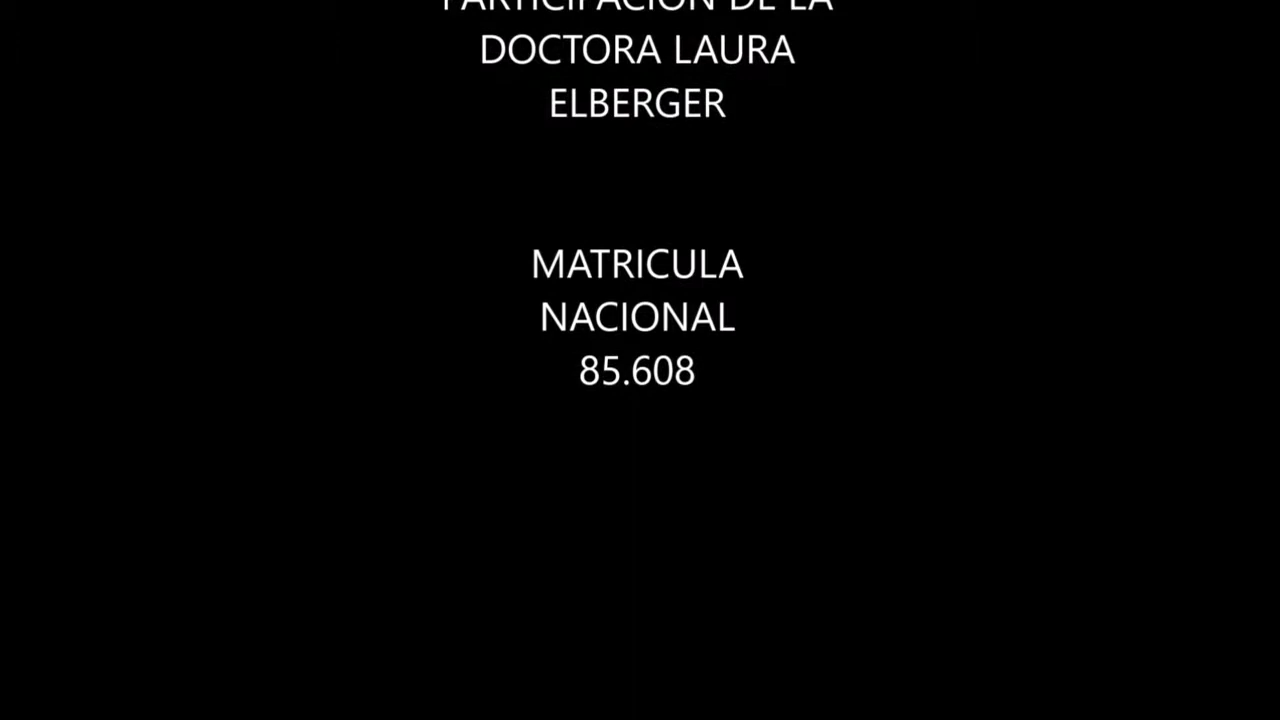 PARTICIPACION DE LA
DOCTORA LAURA
ELBERGER
MATRICULA
NACIONAL
85.608